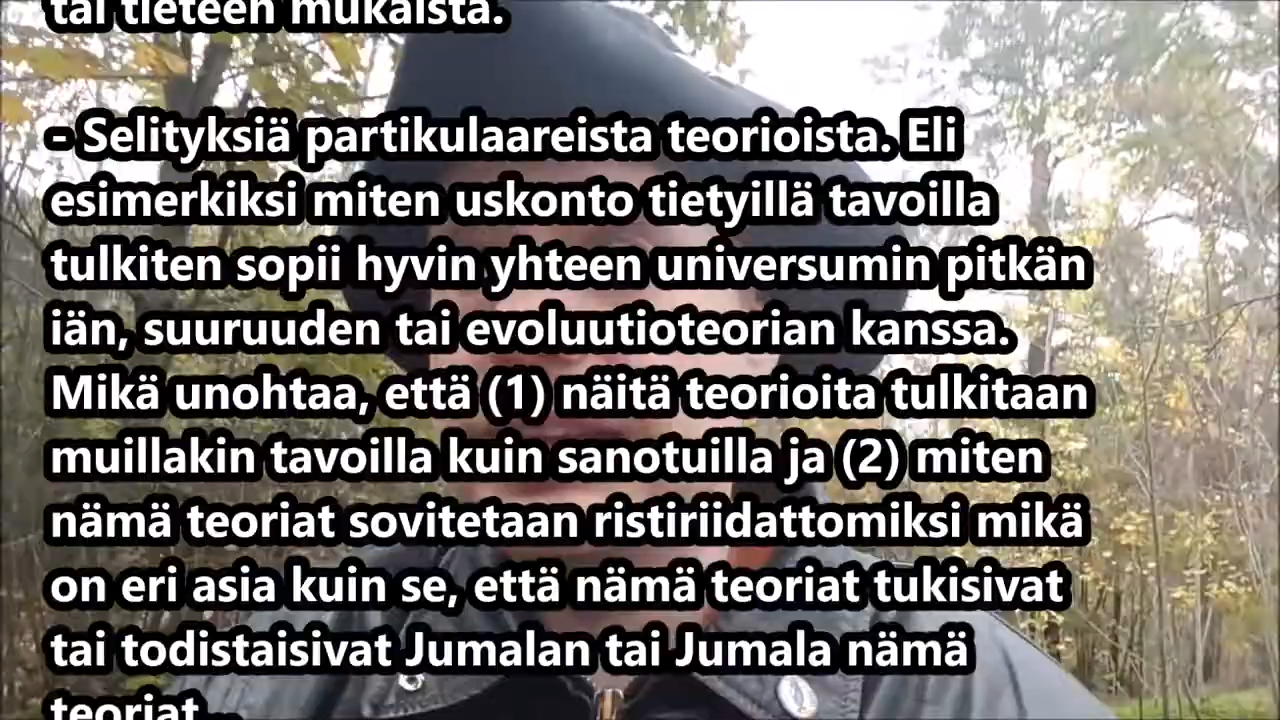 tai tieteen mukaista.
- Selityksiä partikulaareista teorioista. Eli
esimerkiksi miten uskonto tietyillä tavoilla
tulkiten sopii hyvin yhteen universumin pitkän
iän, suuruuden tai evoluutioteorian kanssa.
Mikä unohtaa, että (1) näitä teorioita tulkitaan
muillakin tavoilla kuin sanotuilla ja (2) miten
nämä teoriat sovitetaan ristiriidattomiksi mikä
on eri asia kuin se, että nämä teoriat tukisivat
tai todistaisivat Jumalan tai Jumala nämä
teoriat.